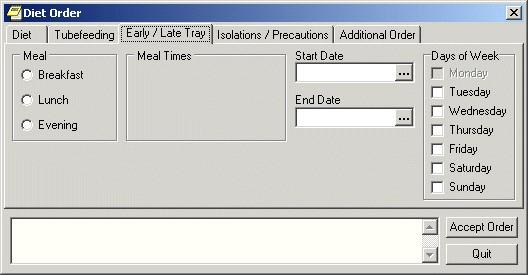 Diet Order
Diet Tubefeeding Early / Late Tray Isolations / Precautions Additional Order
Meal
Breakfast
Lunch
Evening
Meal Times
Start Date
...
End Date
...
Days of Week
Monday
Tuesday
Wednesday
Thursday
Friday
Saturday
Sunday
Accept Order
Quit